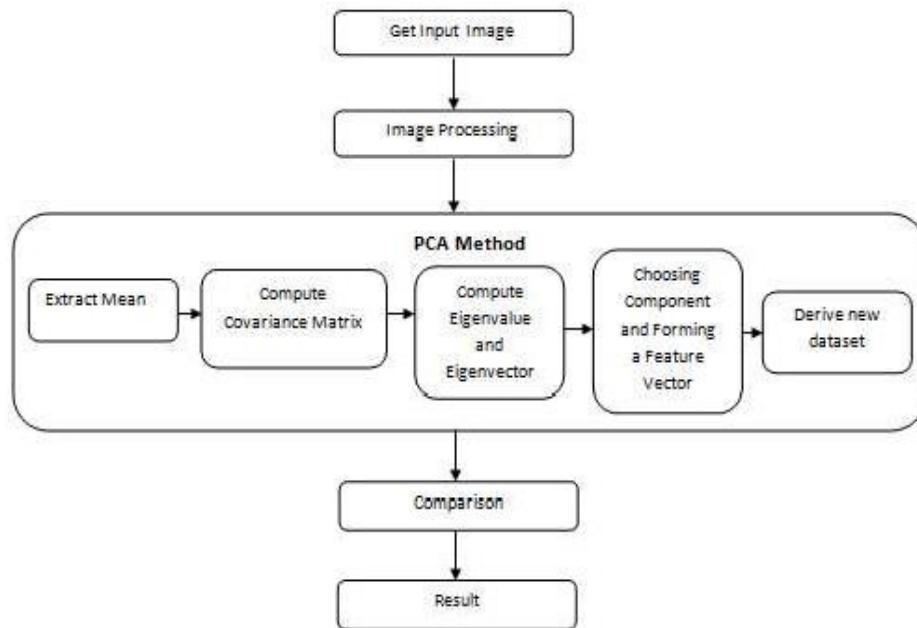 Get Input Image
Image Processing
PCA Method
Extract Mean
Compute
Covariance Matrix
Compute
Eigenvalue
and
Eigenvector
Choosing
Component
and Forming
a Feature
Vector
Derive new
dataset
Comparison
Result